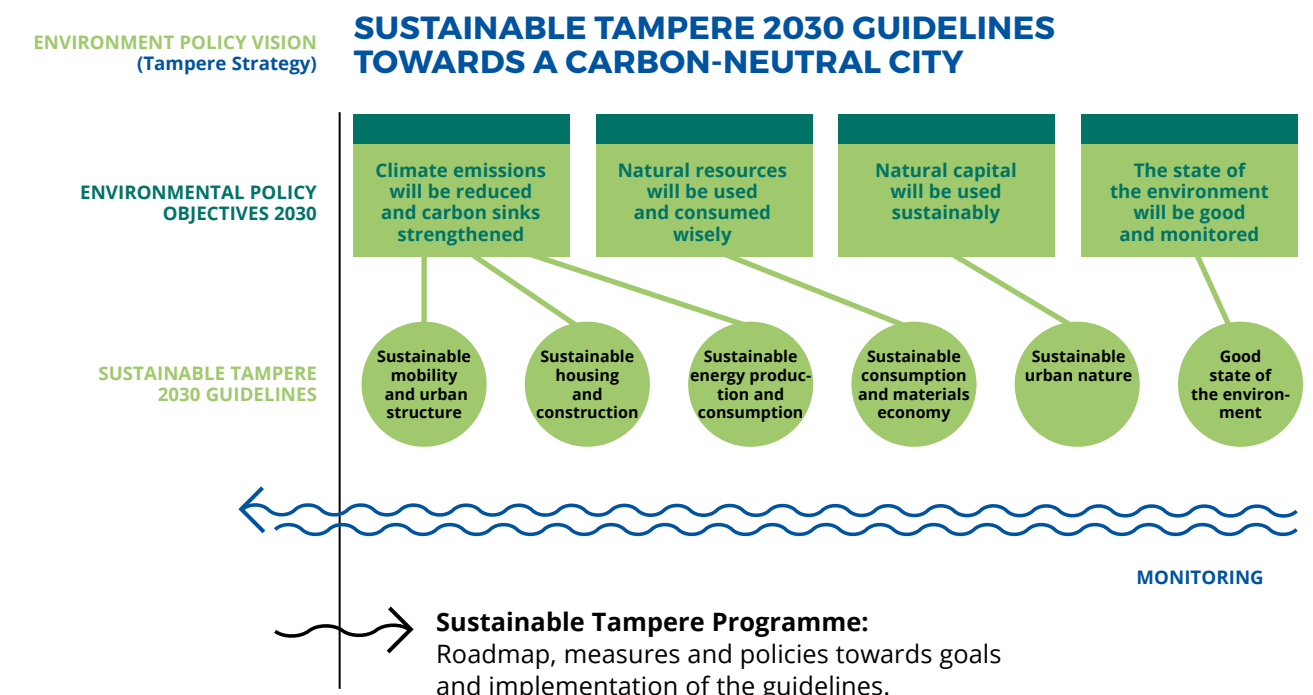 ENVIRONMENT POLICY VISION
(Tampere Strategy)
SUSTAINABLE TAMPERE 2030 GUIDELINES
TOWARDS A CARBON-NEUTRAL CITY
ENVIRONMENTAL POLICY
OBJECTIVES 2030
Climate emissions
will be reduced
and carbon sinks
strengthened
Natural resources
will be used
and consumed
wisely
Natural capital
will be used
sustainably
The state of
the environment
will be good
and monitored
SUSTAINABLE TAMPERE
2030 GUIDELINES
Sustainable
mobility
and urban
structure
Sustainable
housing
and
construction
Sustainable
energy produc-
tion and
consumption
Sustainable
consumption
and materials
economy
Sustainable
urban nature
Good
state of
the environ-
ment
MONITORING
Sustainable Tampere Programme:
Roadmap, measures and policies towards goals
and implementation of the guidelines.